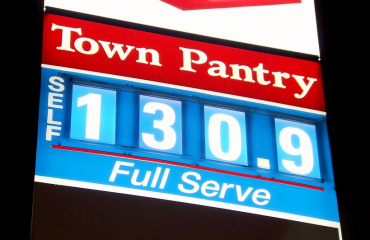 Town Pantry
SELF
130.9
Full Serve